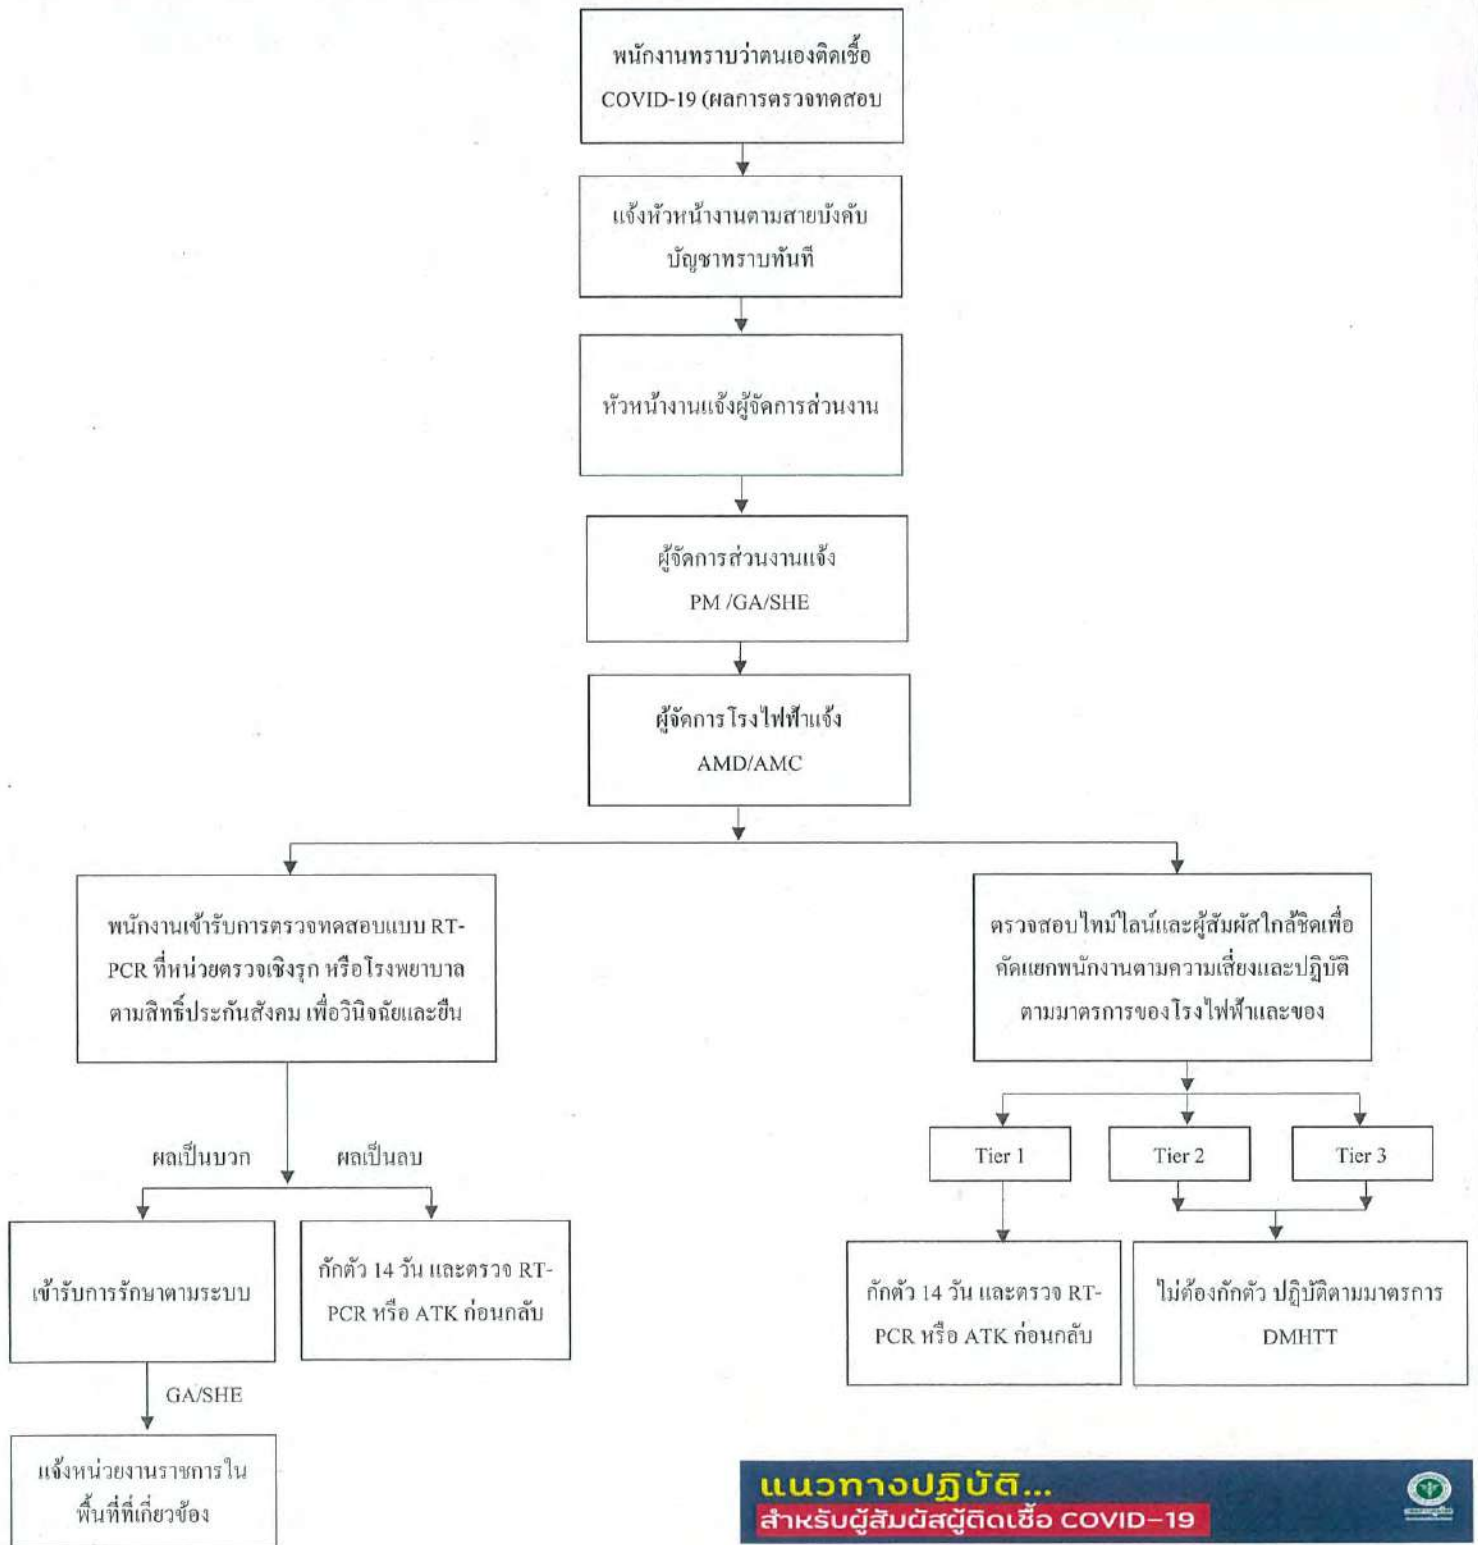 พนักงานทราบว่าตนเองติดเชื้อ
COVID-19 (ผลการตรวจทดสอบ
แจ้งหัวหน้างานตามสายบังคับ
บัญชาทราบทันที
หัวหน้างานแจ้งผู้จัดการส่วนงาน
ผู้จัดการส่วนงานแจ้ง
PM /GA/SHE
ผู้จัดการโรงไฟฟ้าแจ้ง
AMD/AMC
พนักงานเข้ารับการตรวจทดสอบแบบ RT-
PCR ที่หน่วยตรวจเชิงรุก หรือโรงพยาบาล
ตามสิทธิ์ประกันสังคม เพื่อวินิจฉัยและยืน
ตรวจสอบไทม์ไลน์และผู้สัมผัสใกล้ชิดเพื่อ
คัดแยกพนักงานตามความเสี่ยงและปฏิบัติ
ตามมาตรการของโรงไฟฟ้าและของ
ผลเป็นบวก
ผลเป็นลบ
Tier 1
Tier 2
Tier 3
เข้ารับการรักษาตามระบบ
กักตัว 14 วัน และตรวจ RT-
PCR หรือ ATK ก่อนกลับ
กักตัว 14 วัน และตรวจ RT-
PCR หรือ ATK ก่อนกลับ
ไม่ต้องกักตัว ปฏิบัติตามมาตรการ
DMHTT
GA/SHE
แจ้งหน่วยงานราชการใน
พื้นที่ที่เกี่ยวข้อง
แนวทางปฏิบัติ...
สำหรับผู้สัมผัสผู้ติดเชื้อ COVID-19